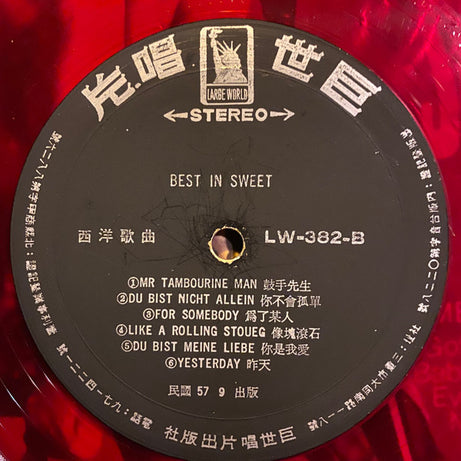 巨世唱片
LARBE WORLD
←STEREO→
BEST IN SWEET
西洋歌曲
LW-382-B
①MR TAMBOURINE MAN 鼓手先生
②DU BIST NICHT ALLEIN 你不會孤單
③FOR SOMEBODY 爲了某人
④LIKE A ROLLING STOUEG 像塊滾石
⑤DU BIST MEINE LIEBE 你是我愛
⑥YESTERDAY 昨天
民國 57 9 出版
巨世唱片出版社